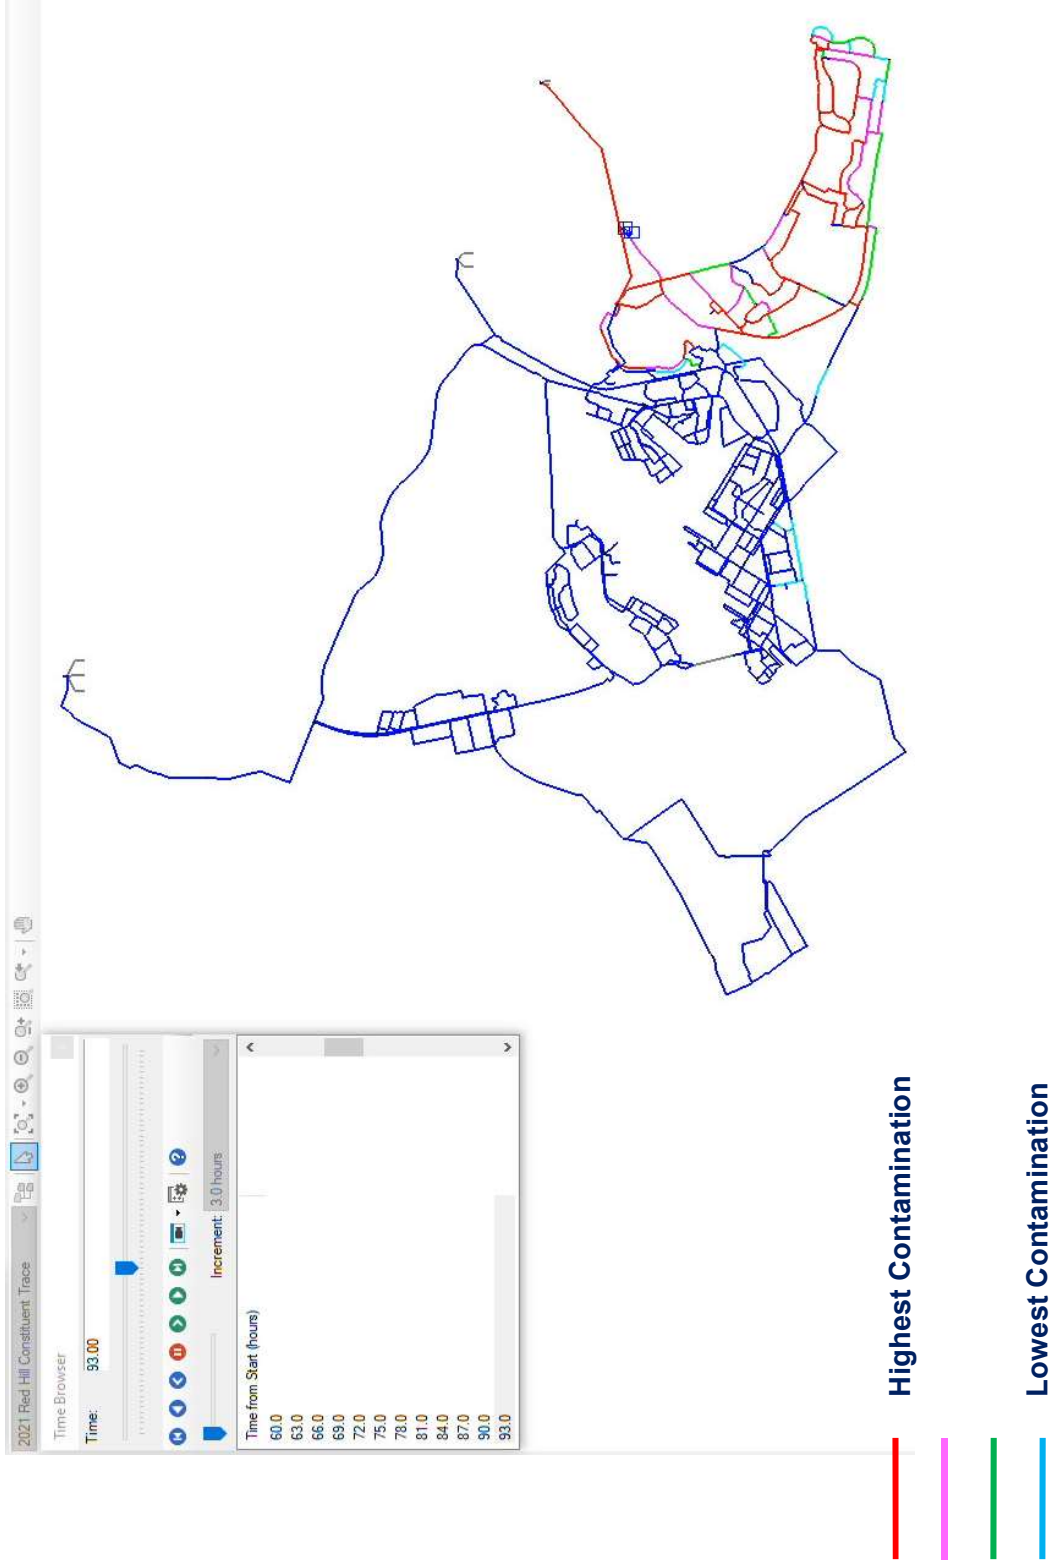 2021 Red Hill Constituent Trace
Time Browser
Time: 93.00
Increment: 3.0 hours
Time from Start (hours)
60.0
63.0
66.0
69.0
72.0
75.0
78.0
81.0
84.0
87.0
90.0
93.0
Highest Contamination
Lowest Contamination